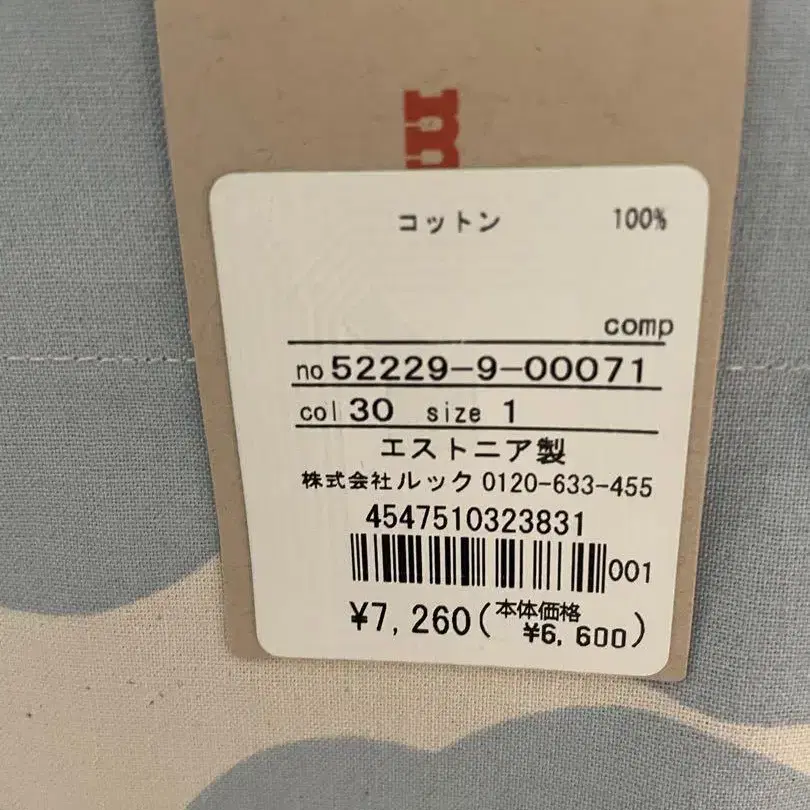 m
コットン 100%
comp
no 52229-9-00071
col 30 size 1
エストニア製
株式会社ルック 0120-633-455
4547510323831
001
¥7,260(本体価格 ¥6,600)